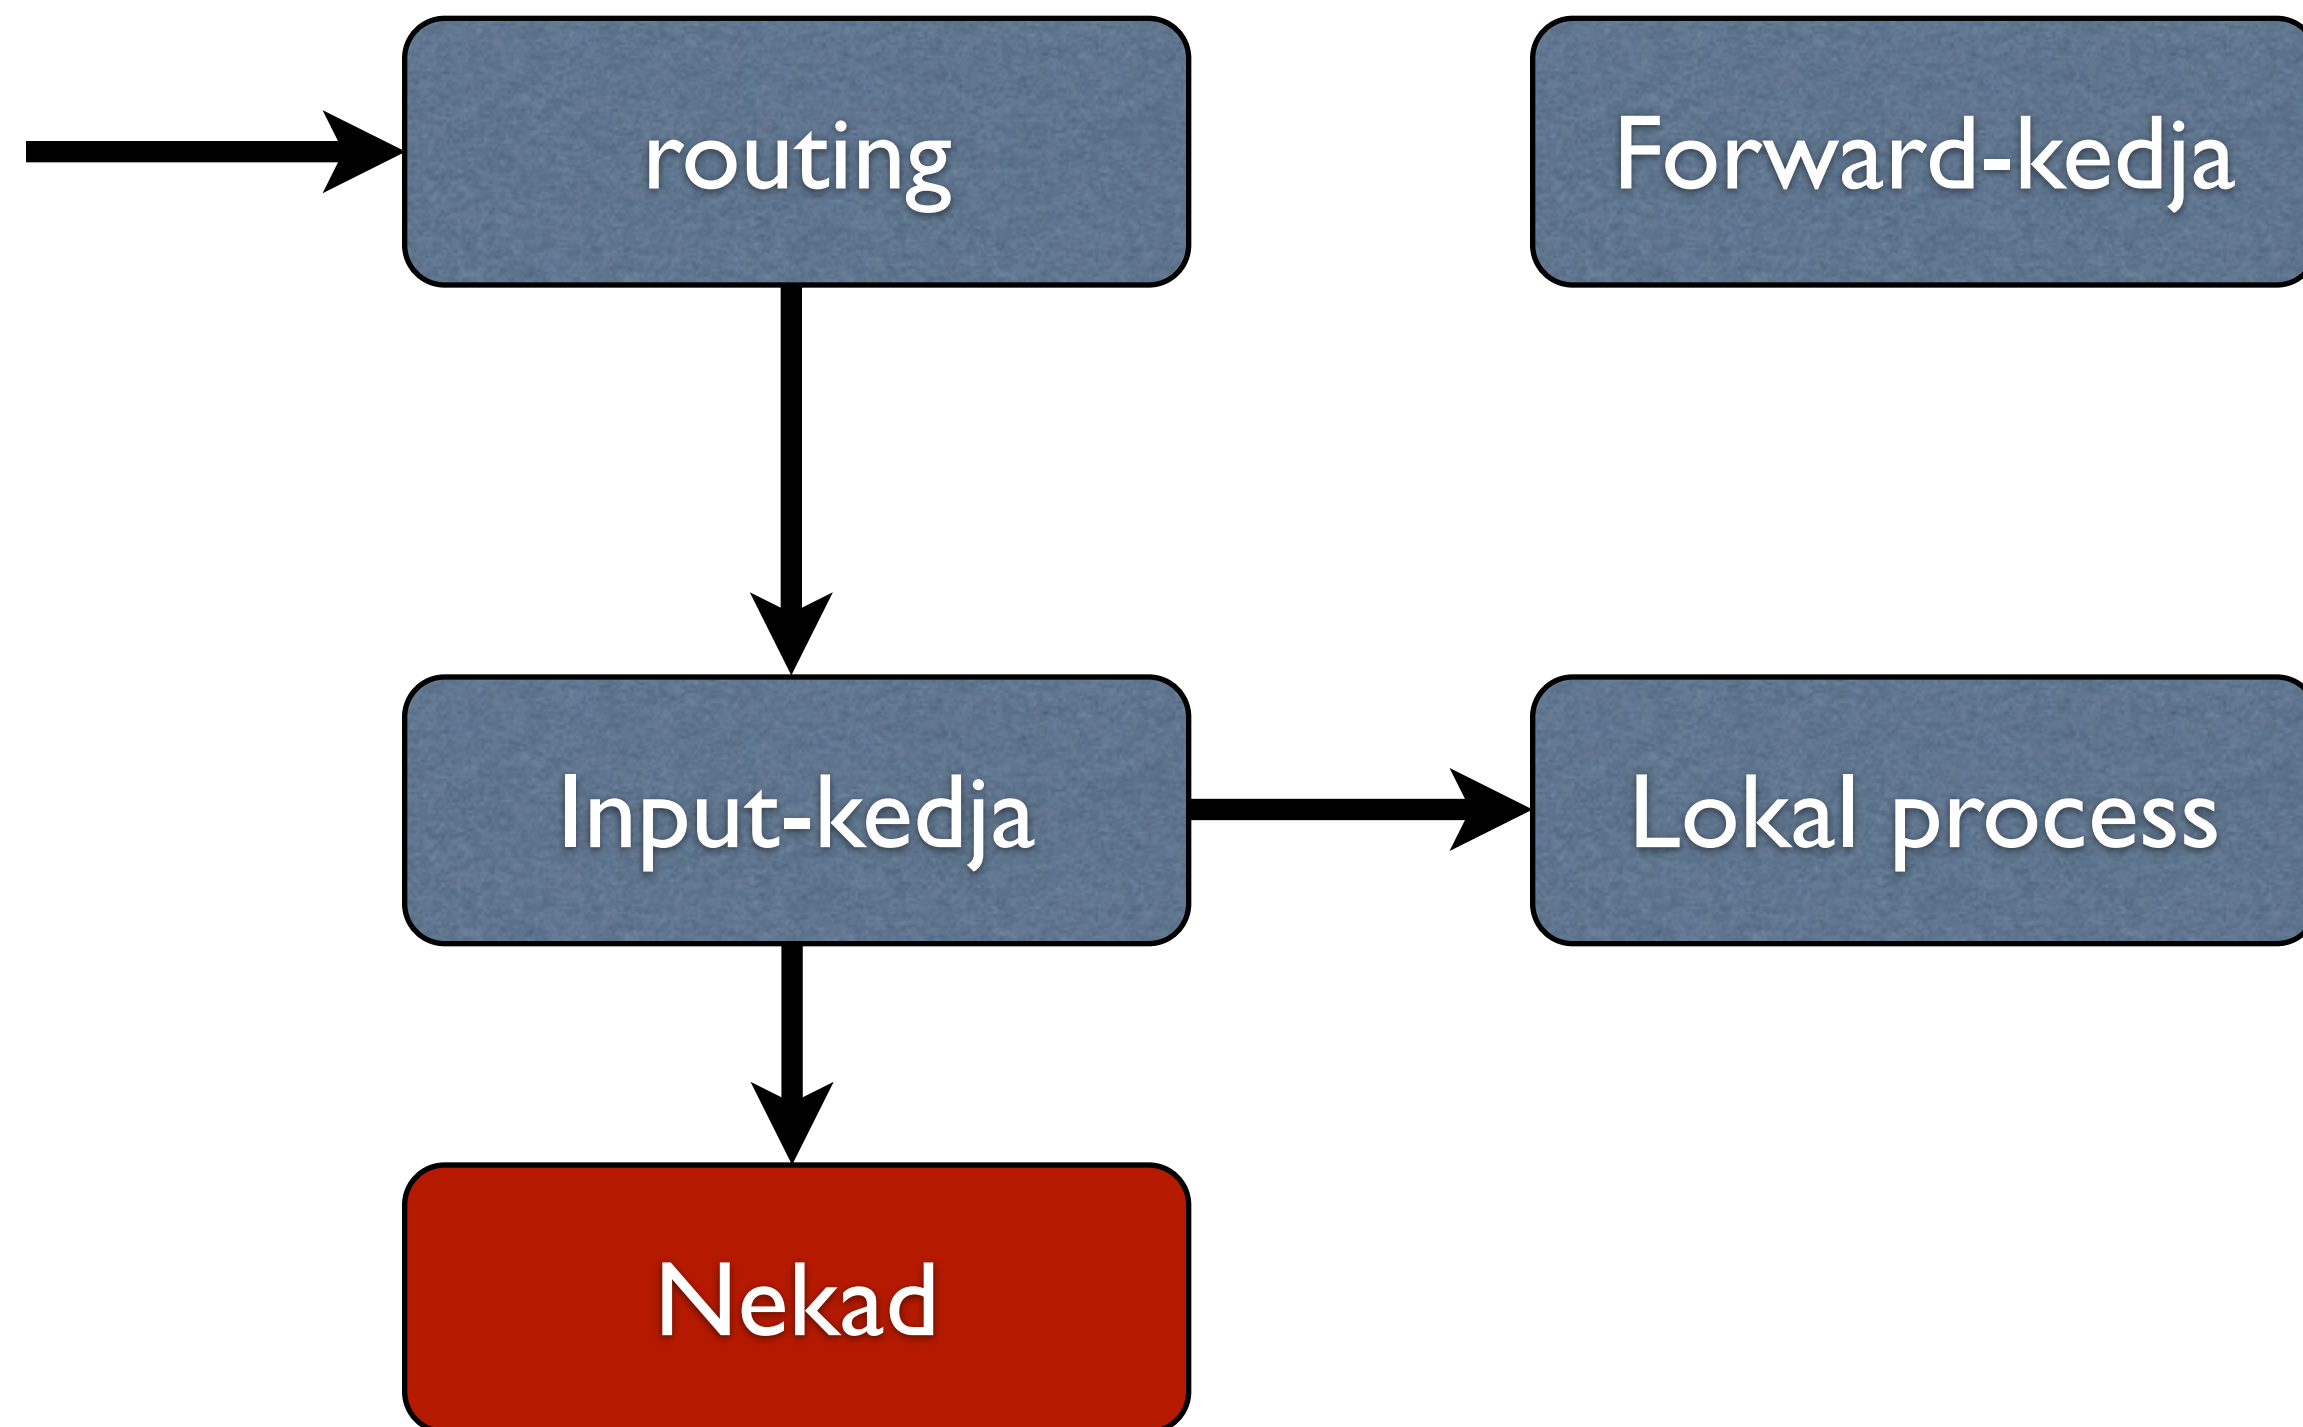 routing
Forward-kedja
Input-kedja
Lokal process
Nekad